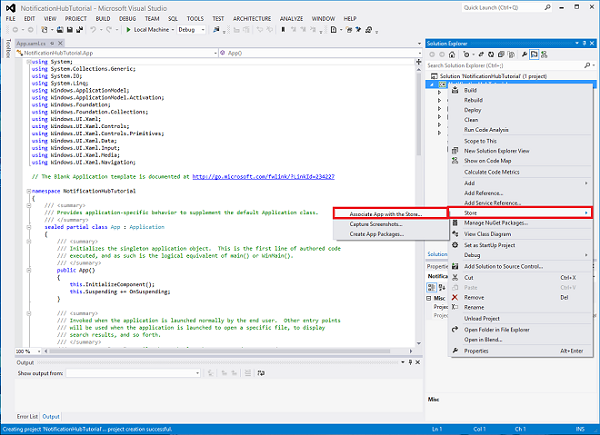 NotificationHubTutorial - Microsoft Visual Studio
Quick Launch (Ctrl+Q)
FILE EDIT VIEW PROJECT BUILD DEBUG TEAM SQL TOOLS TEST ARCHITECTURE ANALYZE WINDOW HELP
Local Machine Debug
Toolbox
App.xaml.cs
NotificationHubTutorial.App
App()
using System;
using System.Collections.Generic;
using System.IO;
using System.Linq;
using Windows.ApplicationModel;
using Windows.ApplicationModel.Activation;
using Windows.Foundation;
using Windows.Foundation.Collections;
using Windows.UI.Xaml;
using Windows.UI.Xaml.Controls;
using Windows.UI.Xaml.Controls.Primitives;
using Windows.UI.Xaml.Data;
using Windows.UI.Xaml.Input;
using Windows.UI.Xaml.Media;
using Windows.UI.Xaml.Navigation;
// The Blank Application template is documented at http://go.microsoft.com/fwlink/?LinkId=234227
namespace NotificationHubTutorial
{
/// <summary>
/// Provides application-specific behavior to supplement the default Application class.
/// </summary>
sealed partial class App : Application
{
/// <summary>
/// Initializes the singleton application object.  This is the first line of authored code
/// executed, and as such is the logical equivalent of main() or WinMain().
/// </summary>
public App()
{
this.InitializeComponent();
this.Suspending += OnSuspending;
}
/// <summary>
/// Invoked when the application is launched normally by the end user.  Other entry points
/// will be used when the application is launched to open a specific file, to display
/// search results, and so forth.
/// </summary>
100 %
Output
Show output from:
Error List Output
Solution Explorer
Search Solution Explorer (Ctrl+;)
Solution 'NotificationHubTutorial' (1 project)
Build
Rebuild
Deploy
Clean
Run Code Analysis
Scope to This
New Solution Explorer View
Show on Code Map
Calculate Code Metrics
Add
Add Reference...
Add Service Reference...
Store
Manage NuGet Packages...
View Class Diagram
Set as StartUp Project
Debug
Add Solution to Source Control...
Cut Ctrl+X
Paste Ctrl+V
Remove Del
Rename
Unload Project
Open Folder in File Explorer
Open in Blend...
Properties Alt+Enter
Associate App with the Store...
Capture Screenshots...
Create App Packages...
Solution
Properties
Misc
Misc
Creating project 'NotificationHubTutorial'... project creation successful.
Ln 1 Col 1 Ch 1 INS